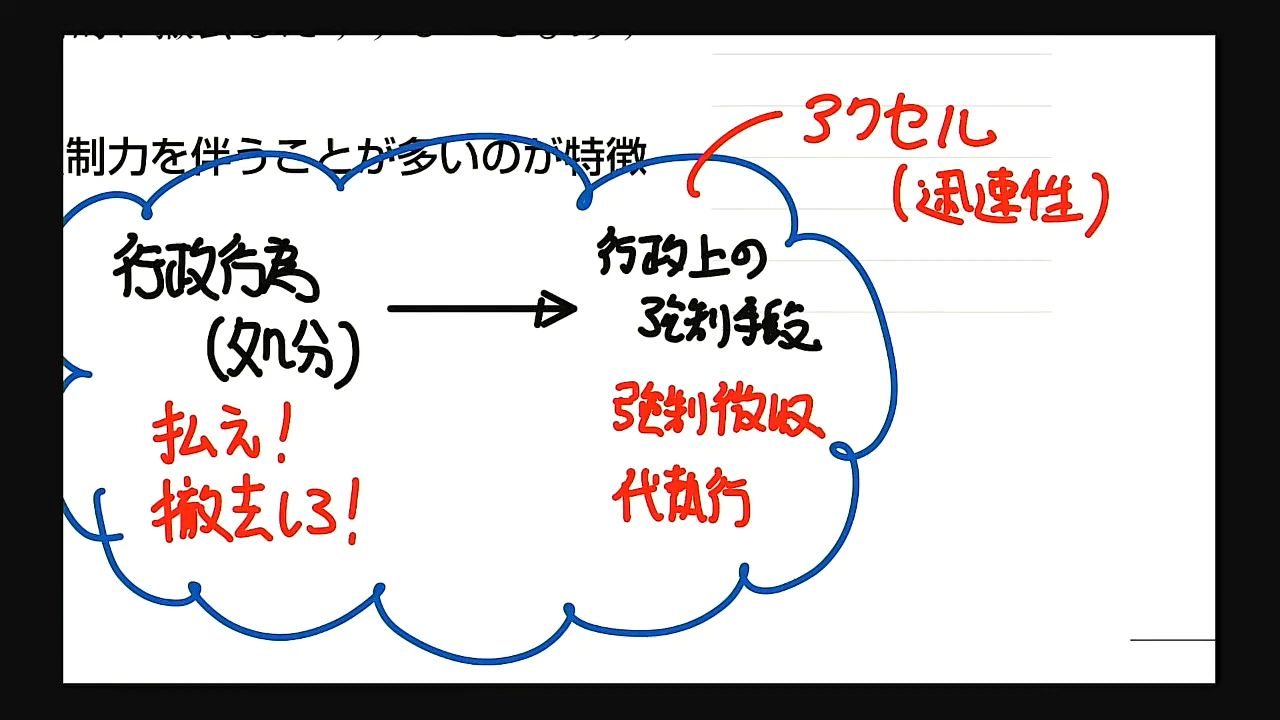 制力を伴うことが多いのが特徴
アクセル
(迅速性)
行政行為
(処分)
行政上の
強制手段
払え!
撤去しろ!
強制徴収
代執行